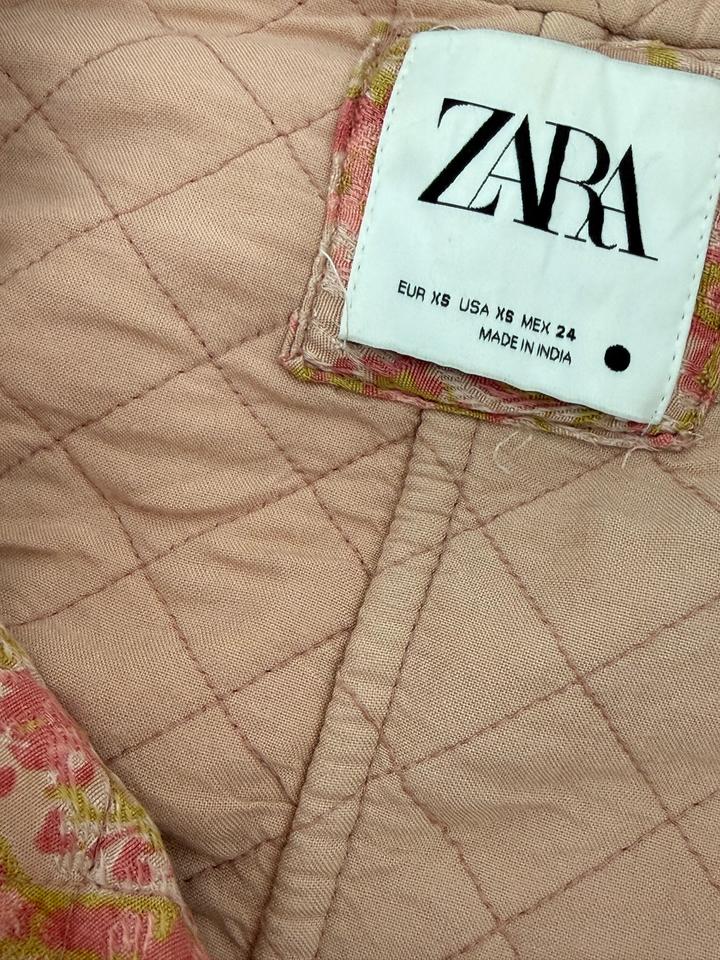 ZARA
EUR XS USA XS MEX 24
MADE IN INDIA